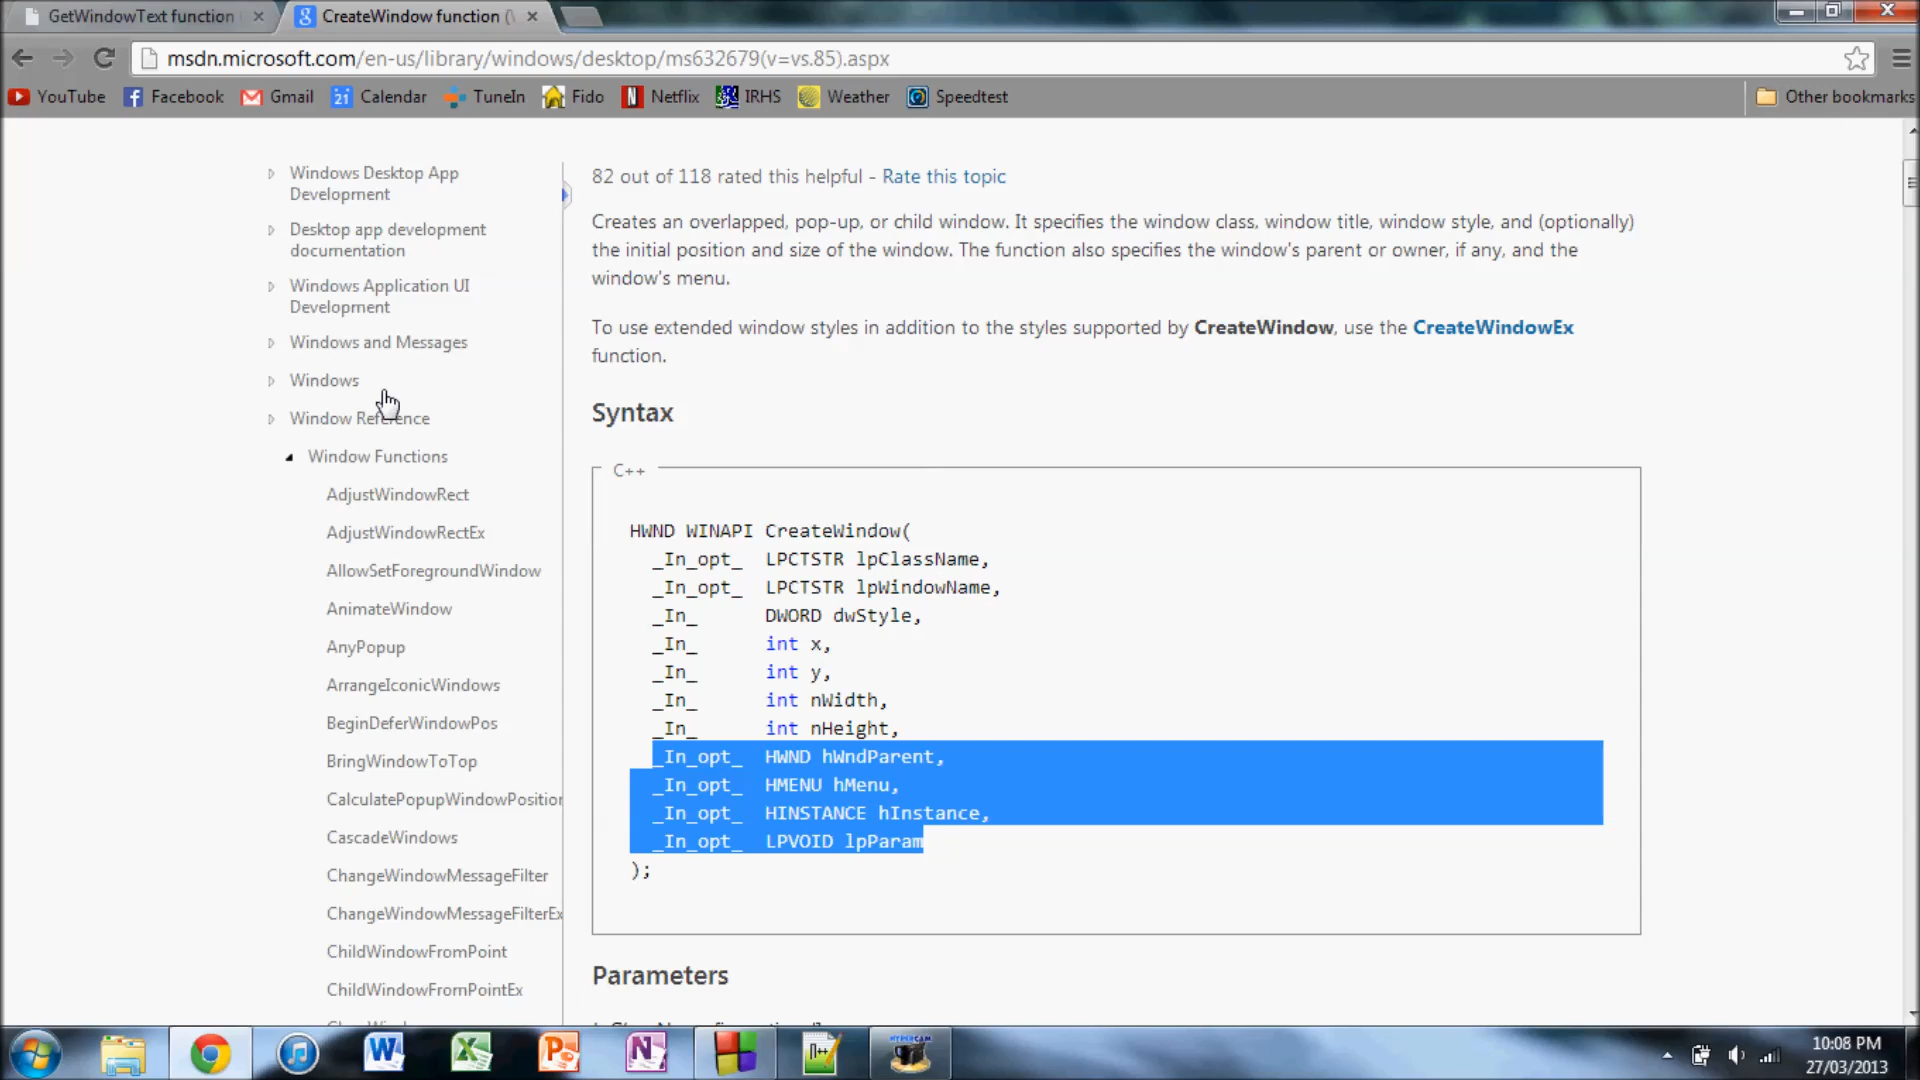 GetWindowText function
CreateWindow function (
msdn.microsoft.com/en-us/library/windows/desktop/ms632679(v=vs.85).aspx
YouTube Facebook Gmail 21 Calendar TuneIn Fido N Netflix IRHS Weather Speedtest Other bookmarks
Windows Desktop App
Development
Desktop app development
documentation
Windows Application UI
Development
Windows and Messages
Windows
Window Reference
Window Functions
AdjustWindowRect
AdjustWindowRectEx
AllowSetForegroundWindow
AnimateWindow
AnyPopup
ArrangeIconicWindows
BeginDeferWindowPos
BringWindowToTop
CalculatePopupWindowPosition
CascadeWindows
ChangeWindowMessageFilter
ChangeWindowMessageFilterEx
ChildWindowFromPoint
ChildWindowFromPointEx
82 out of 118 rated this helpful - Rate this topic
Creates an overlapped, pop-up, or child window. It specifies the window class, window title, window style, and (optionally)
the initial position and size of the window. The function also specifies the window's parent or owner, if any, and the
window's menu.
To use extended window styles in addition to the styles supported by CreateWindow, use the CreateWindowEx
function.
Syntax
C++
HWND WINAPI CreateWindow(
_In_opt_ LPCTSTR lpClassName,
_In_opt_ LPCTSTR lpWindowName,
_In_ DWORD dwStyle,
_In_ int x,
_In_ int y,
_In_ int nWidth,
_In_ int nHeight,
_In_opt_ HWND hWndParent,
_In_opt_ HMENU hMenu,
_In_opt_ HINSTANCE hInstance,
_In_opt_ LPVOID lpParam
);
Parameters
HYPERCAM
10:08 PM
27/03/2013